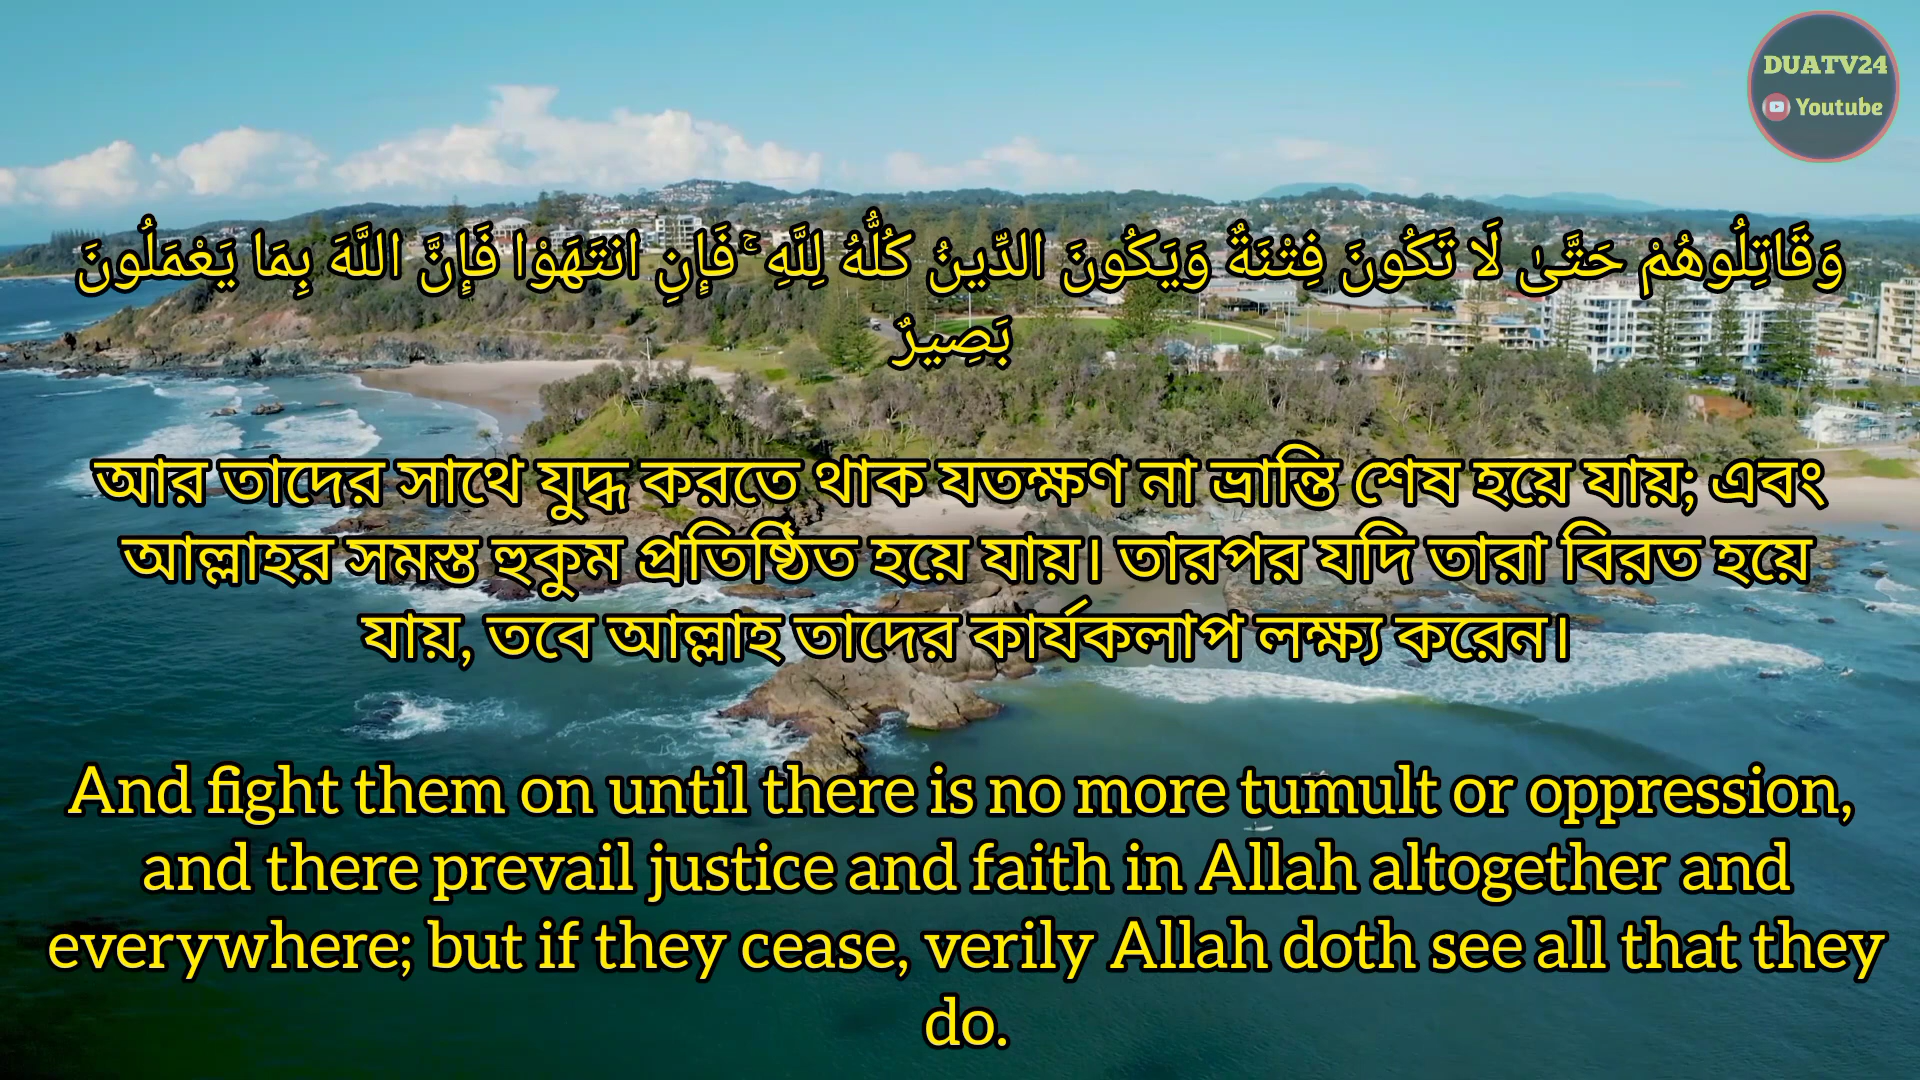 DUATV24
Youtube
وَقَاتِلُوهُمْ حَتَّىٰ لَا تَكُونَ فِتْنَةٌ وَيَكُونَ الدِّينُ كُلُّهُ لِلَّهِ ۚ فَإِنِ انتَهَوْا فَإِنَّ اللَّهَ بِمَا يَعْمَلُونَ
بَصِيرٌ
আর তাদের সাথে যুদ্ধ করতে থাক যতক্ষণ না ভ্রান্তি শেষ হয়ে যায়; এবং
আল্লাহর সমস্ত হুকুম প্রতিষ্ঠিত হয়ে যায়। তারপর যদি তারা বিরত হয়ে
যায়, তবে আল্লাহ তাদের কার্যকলাপ লক্ষ্য করেন।
And fight them on until there is no more tumult or oppression,
and there prevail justice and faith in Allah altogether and
everywhere; but if they cease, verily Allah doth see all that they
do.